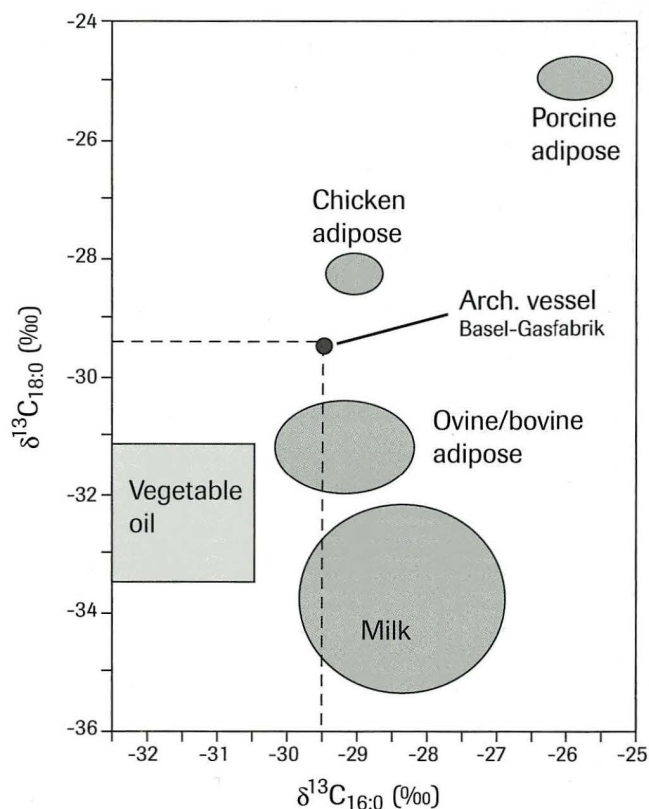 -24
-26
-28
-30
-32
-34
-36
δ¹³C₁₈:₀ (‰)
Porcine
adipose
Chicken
adipose
Arch. vessel
Basel-Gasfabrik
Ovine/bovine
adipose
Vegetable
oil
Milk
-32 -31 -30 -29 -28 -27 -26 -25
δ¹³C₁₆:₀ (‰)